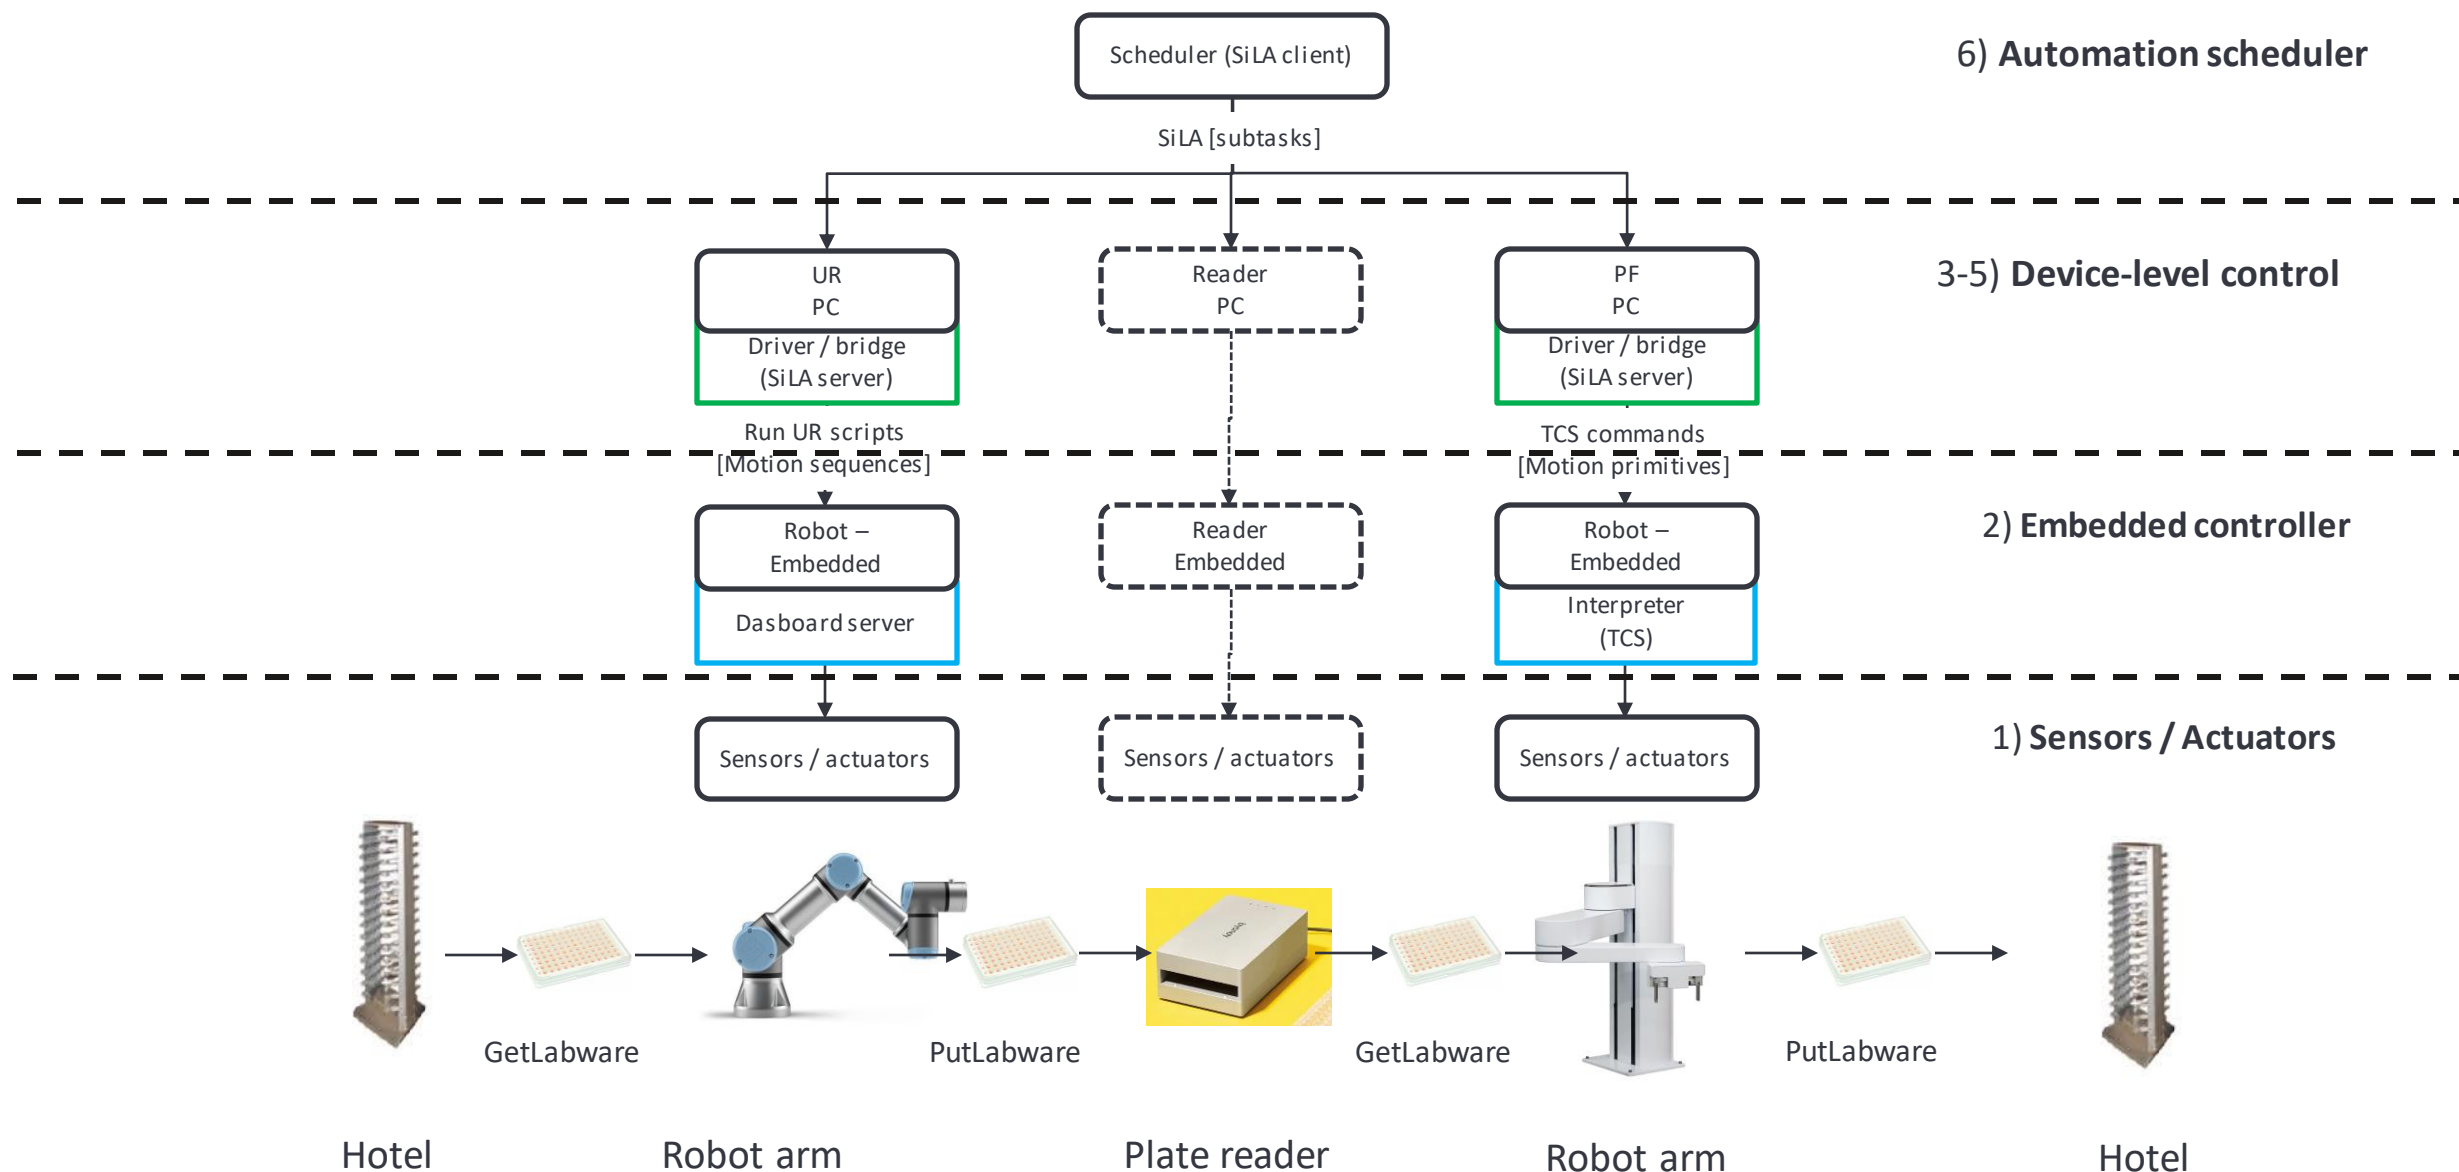 Scheduler (SiLA client)
6) Automation scheduler
SiLA [subtasks]
UR
PC
Driver / bridge
(SiLA server)
Reader
PC
PF
PC
Driver / bridge
(SiLA server)
3-5) Device-level control
Run UR scripts
[Motion sequences]
TCS commands
[Motion primitives]
Robot –
Embedded
Dasboard server
Reader
Embedded
Robot –
Embedded
Interpreter
(TCS)
2) Embedded controller
Sensors / actuators
Sensors / actuators
Sensors / actuators
1) Sensors / Actuators
GetLabware
PutLabware
GetLabware
PutLabware
Hotel
Robot arm
Plate reader
Robot arm
Hotel